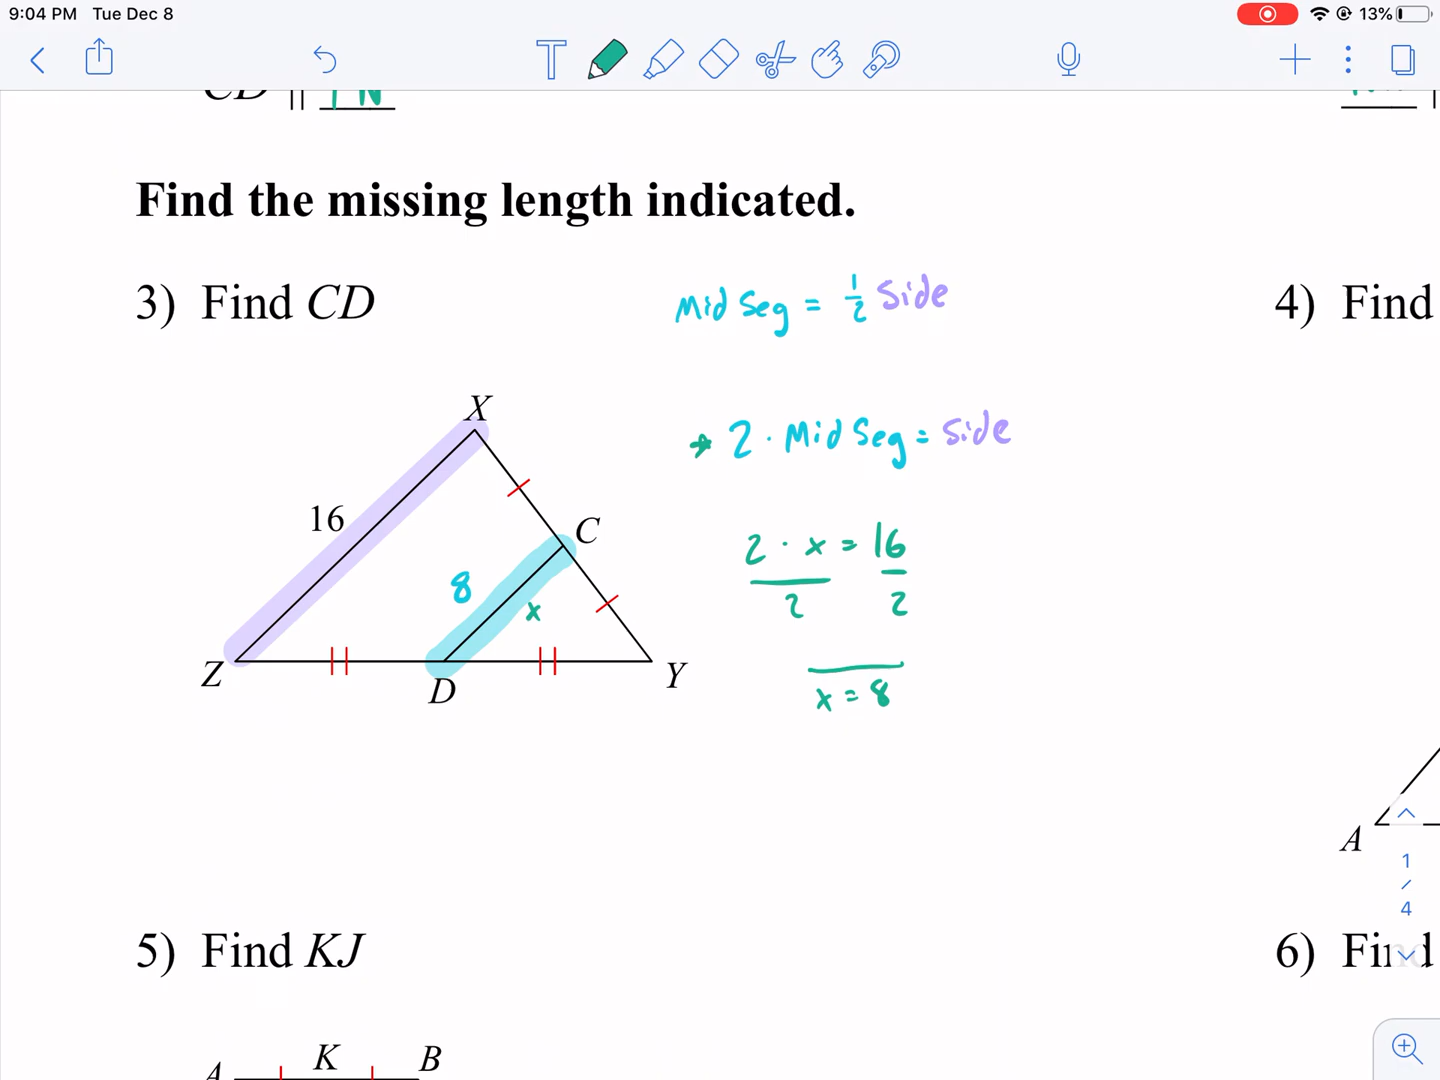 9:04 PM Tue Dec 8
13%
T
CD ||
Find the missing length indicated.
3) Find CD
Mid Seg = 1/2 Side
4) Find
X
* 2 · Mid Seg = side
16
C
2 · x = 16
8
x
2 2
Z
D
Y
x = 8
A
1
/
4
5) Find KJ
6) Find
A K B